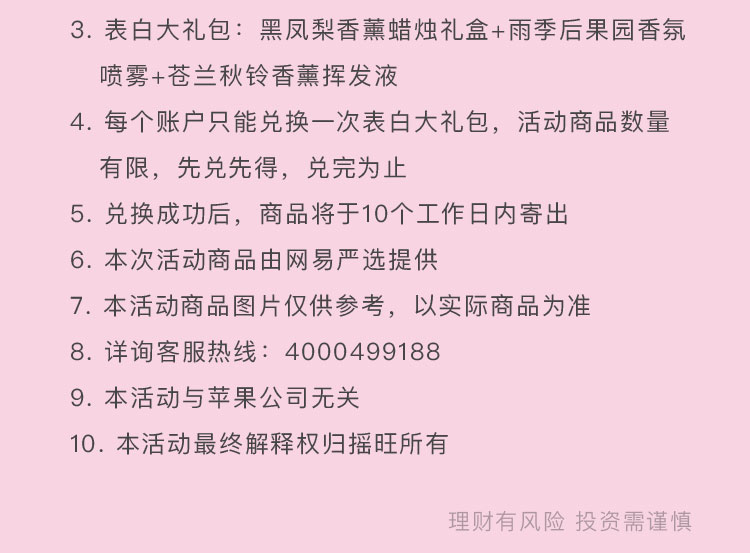 3. 表白大礼包：黑凤梨香薰蜡烛礼盒+雨季后果园香氛
喷雾+苍兰秋铃香薰挥发液
4. 每个账户只能兑换一次表白大礼包，活动商品数量
有限，先兑先得，兑完为止
5. 兑换成功后，商品将于10个工作日内寄出
6. 本次活动商品由网易严选提供
7. 本活动商品图片仅供参考，以实际商品为准
8. 详询客服热线：4000499188
9. 本活动与苹果公司无关
10. 本活动最终解释权归摇旺所有
理财有风险 投资需谨慎